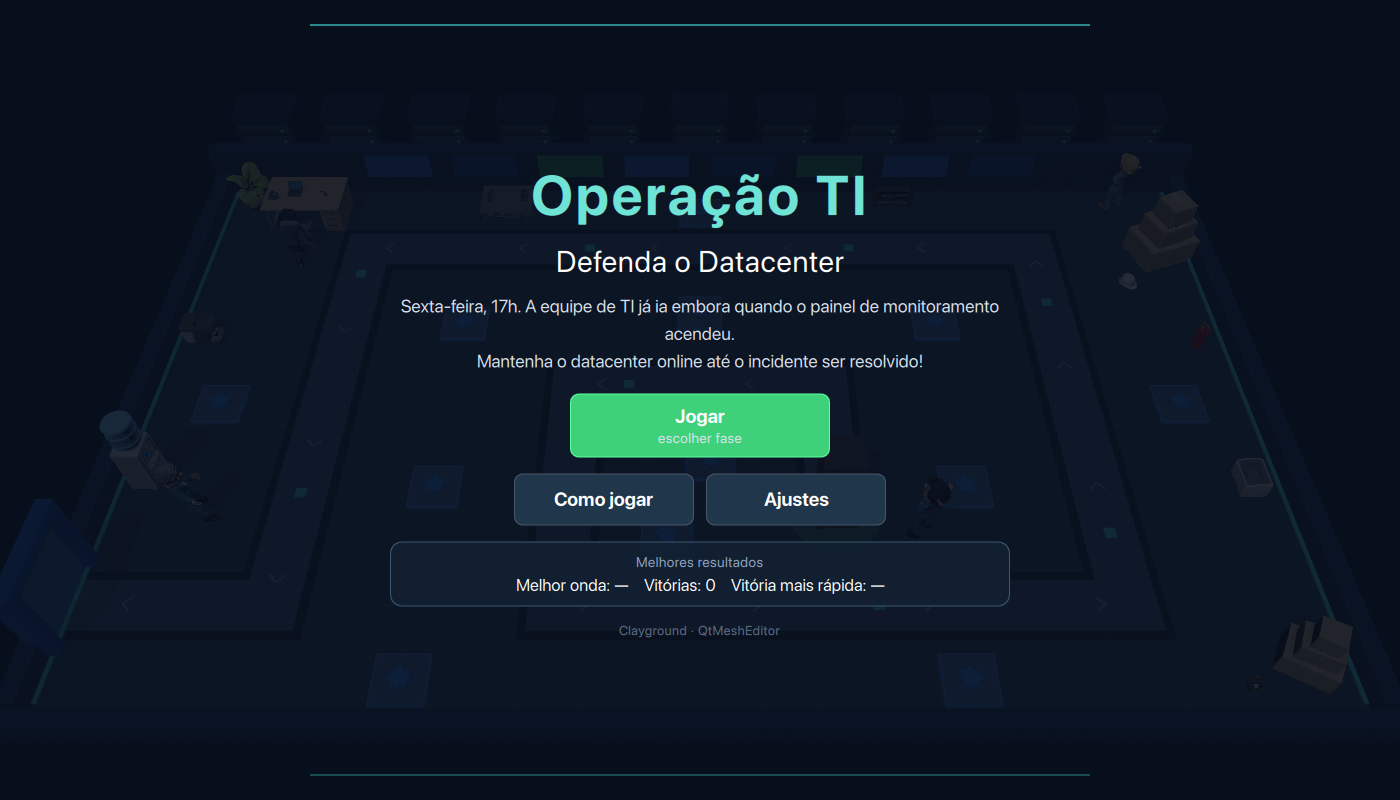 Operação TI
Defenda o Datacenter
Sexta-feira, 17h. A equipe de TI já ia embora quando o painel de monitoramento
acendeu.
Mantenha o datacenter online até o incidente ser resolvido!
Jogar
escolher fase
Como jogar
Ajustes
Melhores resultados
Melhor onda: — Vitórias: 0 Vitória mais rápida: —
Clayground · QtMeshEditor